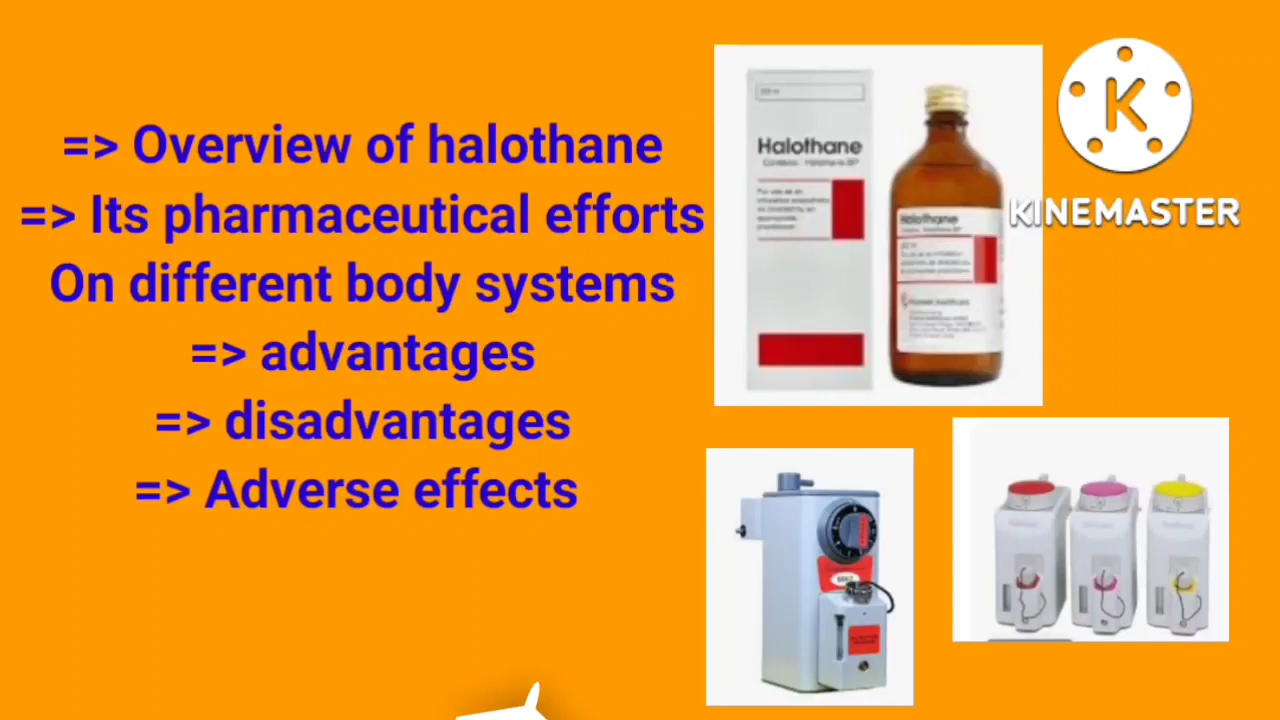 => Overview of halothane
=> Its pharmaceutical efforts
On different body systems
=> advantages
=> disadvantages
=> Adverse effects
Halothane
Halothane
KINEMASTER